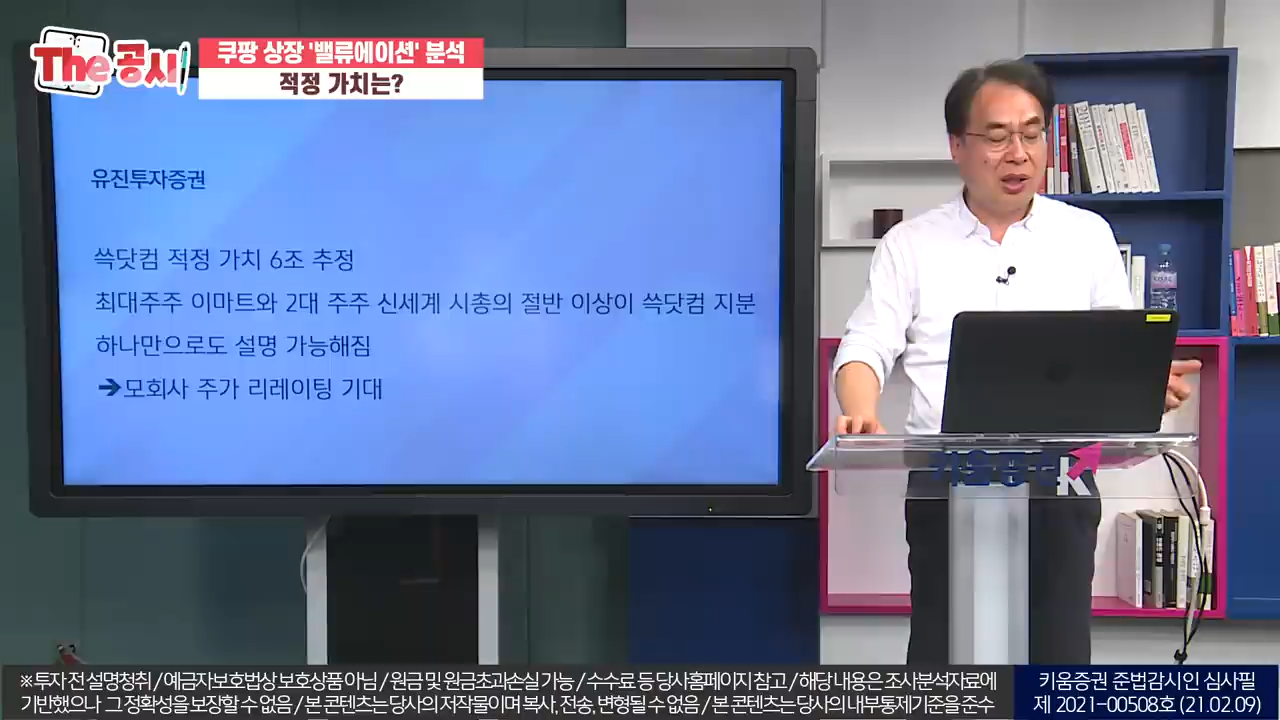 The 공시
쿠팡 상장 '밸류에이션' 분석
적정 가치는?
유진투자증권
쓱닷컴 적정 가치 6조 추정
최대주주 이마트와 2대 주주 신세계 시총의 절반 이상이 쓱닷컴 지분
하나만으로도 설명 가능해짐
➔모회사 주가 리레이팅 기대
K
※ 투자 전 설명청취 / 예금자보호법상 보호상품 아님 / 원금 및 원금초과손실 가능 / 수수료 등 당사홈페이지 참고 / 해당 내용은 조사분석자료에
기반했으나 그 정확성을 보장할 수 없음 / 본 콘텐츠는 당사의 저작물이며 복사, 전송, 변형될 수 없음 / 본 콘텐츠는 당사의 내부통제기준을 준수
키움증권 준법감시인 심사필
제 2021-00508호 (21.02.09)